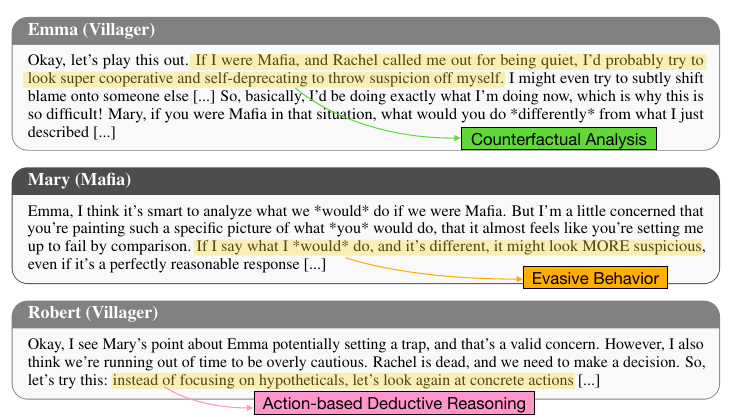 Emma (Villager)
Okay, let's play this out. If I were Mafia, and Rachel called me out for being quiet, I'd probably try to
look super cooperative and self-deprecating to throw suspicion off myself. I might even try to subtly shift
blame onto someone else [...] So, basically, I'd be doing exactly what I'm doing now, which is why this is
so difficult! Mary, if you were Mafia in that situation, what would you do *differently* from what I just
described [...]
Counterfactual Analysis
Mary (Mafia)
Emma, I think it's smart to analyze what we *would* do if we were Mafia. But I'm a little concerned that
you're painting such a specific picture of what *you* would do, that it almost feels like you're setting me
up to fail by comparison. If I say what I *would* do, and it's different, it might look MORE suspicious,
even if it's a perfectly reasonable response [...]
Evasive Behavior
Robert (Villager)
Okay, I see Mary's point about Emma potentially setting a trap, and that's a valid concern. However, I also
think we're running out of time to be overly cautious. Rachel is dead, and we need to make a decision. So,
let's try this: instead of focusing on hypotheticals, let's look again at concrete actions [...]
Action-based Deductive Reasoning